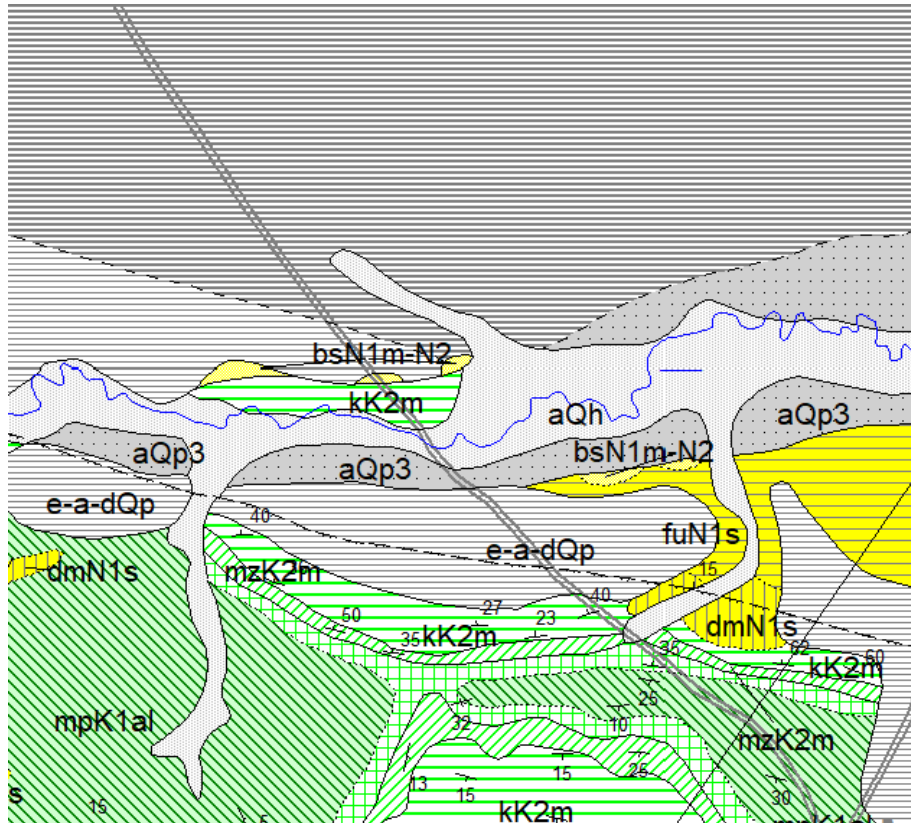 bsN1m-N2
kK2m
aQh
aQp3
bsN1m-N2
aQp3
aQp3
e-a-dQp
40
e-a-dQp
fuN1s
dmN1s
mzK2m
15
40
27
50
23
dmN1s
35
kK2m
35
62
60
kK2m
25
mpK1al
32
10
mzK2m
25
13
15
15
30
s
15
kK2m